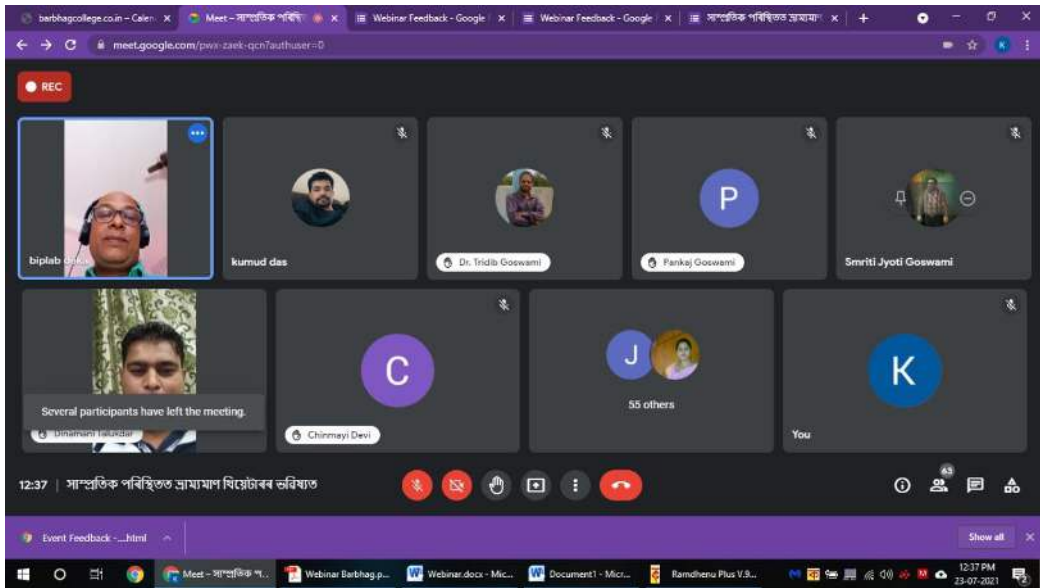 barbhagcollege.co.in – Calen
Meet – সাম্প্ৰতিক পৰিস্থি
Webinar Feedback - Google
Webinar Feedback - Google
সাম্প্ৰতিক পৰিস্থিতত ভ্ৰাম্যমাণ
meet.google.com/pwx-zaek-qcn?authuser=0
K
REC
biplab deka
kumud das
Dr. Tridib Goswami
P
Pankaj Goswami
Smriti Jyoti Goswami
Several participants have left the meeting.
Dinamani Talukdar
C
Chinmayi Devi
J
55 others
K
You
12:37 | সাম্প্ৰতিক পৰিস্থিতত ভ্ৰাম্যমাণ থিয়েটাৰৰ ভৱিষ্যত
63
Event Feedback -....html
Show all
Meet – সাম্প্ৰতিক প...
Webinar Barbhag.p...
Webinar.docx - Mic...
Document1 - Micr...
Ramdhenu Plus V.9...
12:37 PM
23-07-2021
2